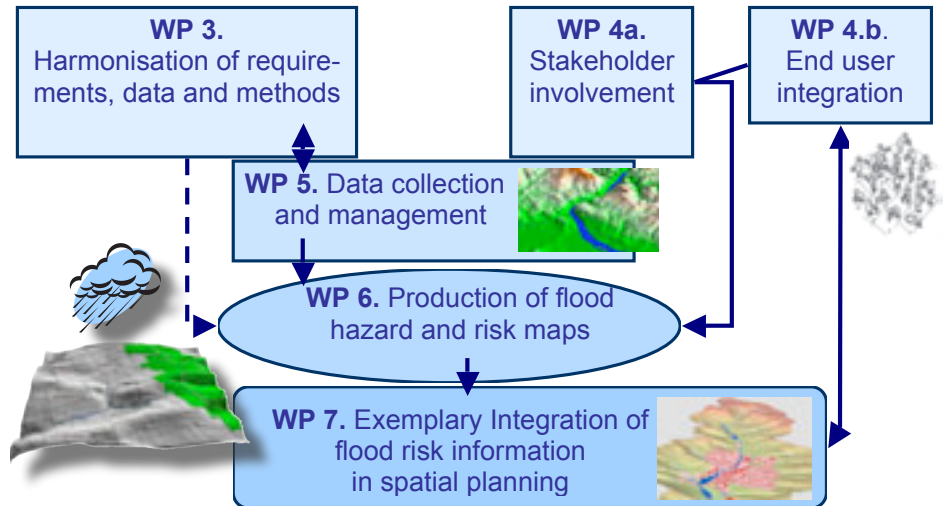 WP 3.
Harmonisation of require-
ments, data and methods
WP 4a.
Stakeholder
involvement
WP 4.b.
End user
integration
WP 5. Data collection
and management
WP 6. Production of flood
hazard and risk maps
WP 7. Exemplary Integration of
flood risk information
in spatial planning